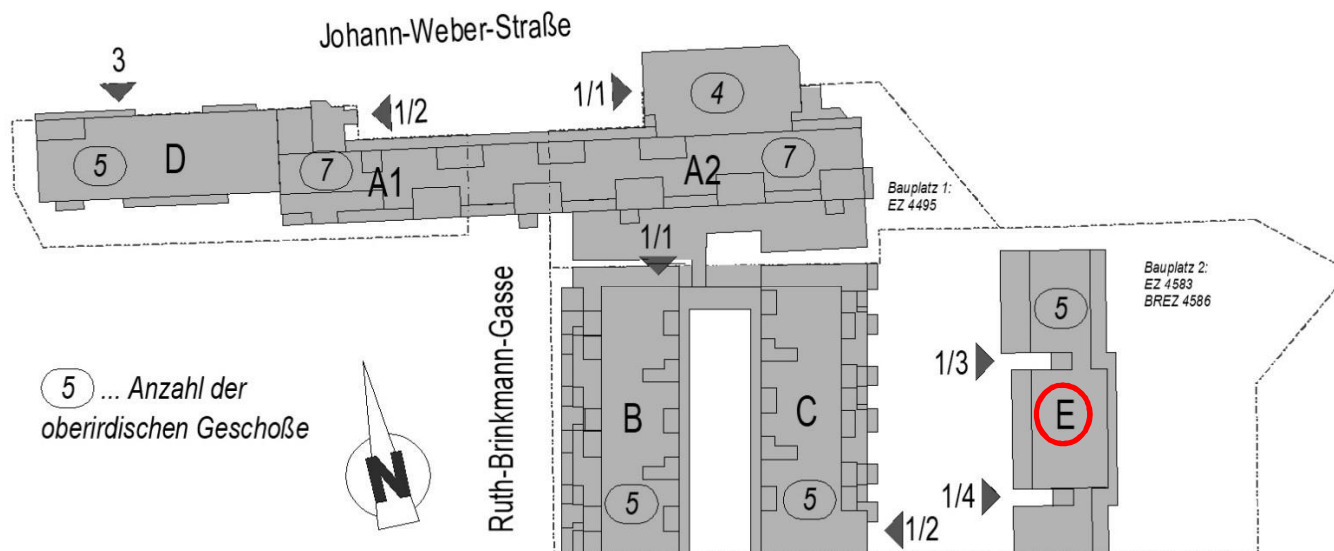 Johann-Weber-Straße
3
1/2
1/1
4
5
D
7
A1
A2
7
Bauplatz 1:
EZ 4495
1/1
Ruth-Brinkmann-Gasse
Bauplatz 2:
EZ 4583
BREZ 4586
5
1/3
5 ... Anzahl der
oberirdischen Geschoße
N
B
C
E
5
5
1/4
1/2